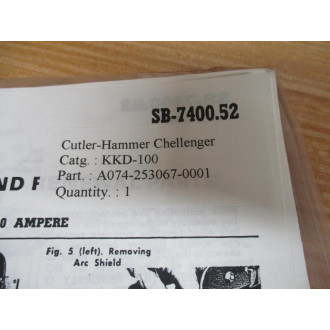 SB-7400.52
Cutler-Hammer Chellenger
Catg. : KKD-100
Part. : A074-253067-0001
Quantity. : 1
ND F
0 AMPERE
Fig. 5 (left). Removing
Arc Shield